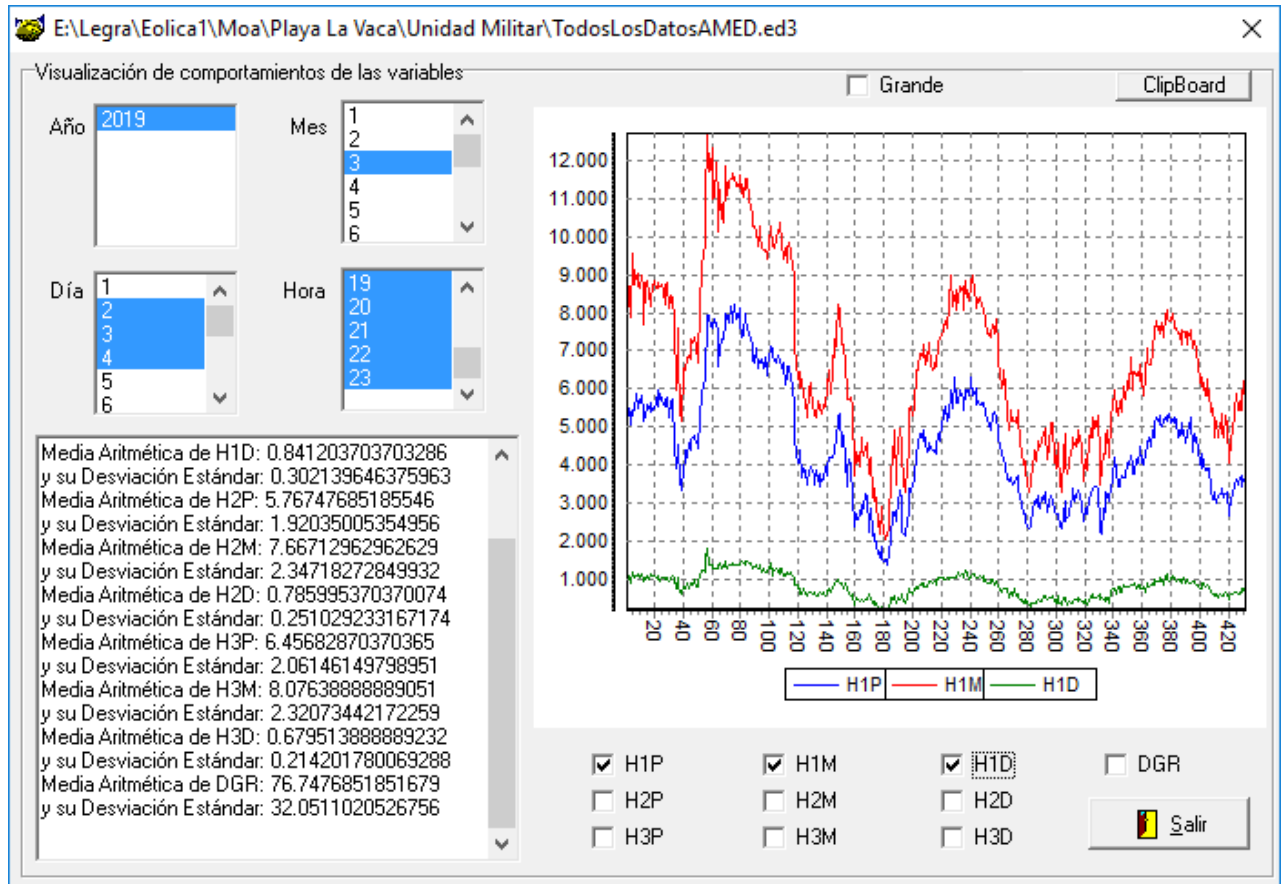 E:\Legra\Eolica1\Moa\Playa La Vaca\Unidad Militar\TodosLosDatosAMED.ed3
Visualización de comportamientos de las variables
Grande
ClipBoard
Año
2019
Mes
1
2
3
4
5
6
Día
1
2
3
4
5
6
Hora
19
20
21
22
23
Media Aritmética de H1D: 0.841203703703286
y su Desviación Estándar: 0.302139646375963
Media Aritmética de H2P: 5.76747685185546
y su Desviación Estándar: 1.92035005354956
Media Aritmética de H2M: 7.66712962962629
y su Desviación Estándar: 2.34718272849932
Media Aritmética de H2D: 0.785995370370074
y su Desviación Estándar: 0.251029233167174
Media Aritmética de H3P: 6.45682870370365
y su Desviación Estándar: 2.06146149798951
Media Aritmética de H3M: 8.07638888889051
y su Desviación Estándar: 2.32073442172259
Media Aritmética de H3D: 0.679513888889232
y su Desviación Estándar: 0.214201780069288
Media Aritmética de DGR: 76.7476851851679
y su Desviación Estándar: 32.0511020526756
12.000
11.000
10.000
9.000
8.000
7.000
6.000
5.000
4.000
3.000
2.000
1.000
20 40 60 80 100 120 140 160 180 200 220 240 260 280 300 320 340 360 380 400 420
H1P H1M H1D
H1P H1M H1D DGR
H2P H2M H2D
H3P H3M H3D
Salir